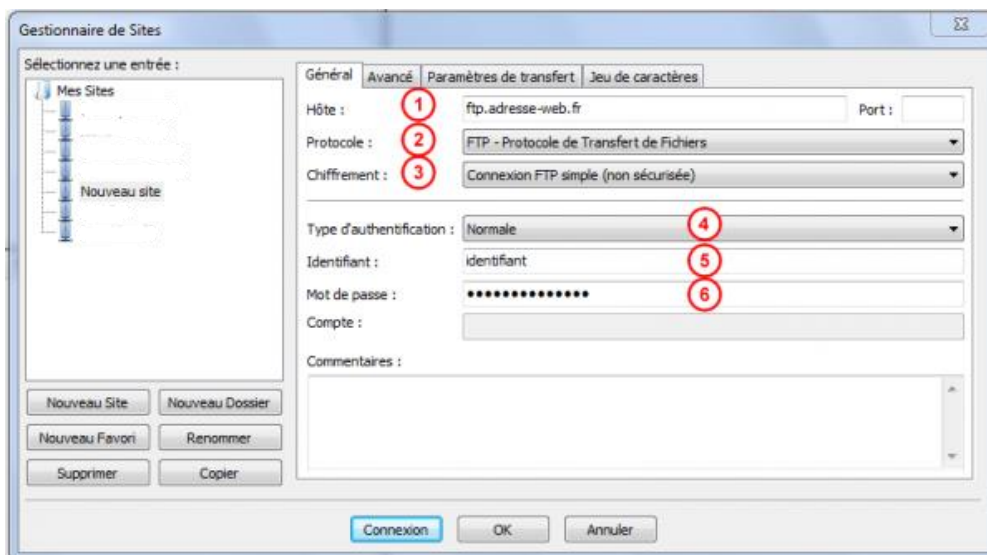 Gestionnaire de Sites
Sélectionnez une entrée :
Mes Sites
Nouveau site
Nouveau Site Nouveau Dossier
Nouveau Favori Renommer
Supprimer Copier
Général Avancé Paramètres de transfert Jeu de caractères
Hôte : 1 ftp.adresse-web.fr Port :
Protocole : 2 FTP - Protocole de Transfert de Fichiers
Chiffrement : 3 Connexion FTP simple (non sécurisée)
Type d'authentification : Normale 4
Identifiant : identifiant 5
Mot de passe : ●●●●●●●●●●●●●● 6
Compte :
Commentaires :
Connexion OK Annuler